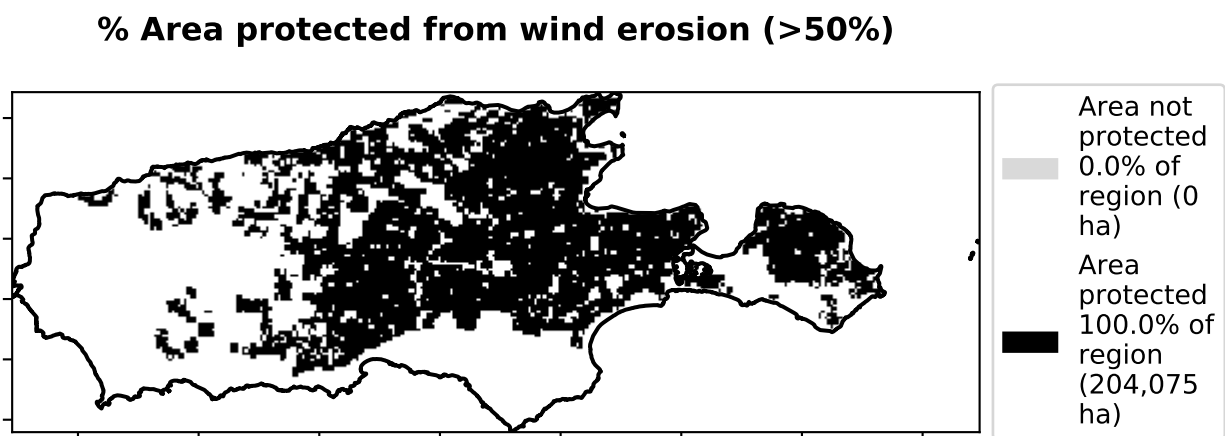 % Area protected from wind erosion (>50%)
Area not
protected
0.0% of
region (0
ha)
Area
protected
100.0% of
region
(204,075
ha)